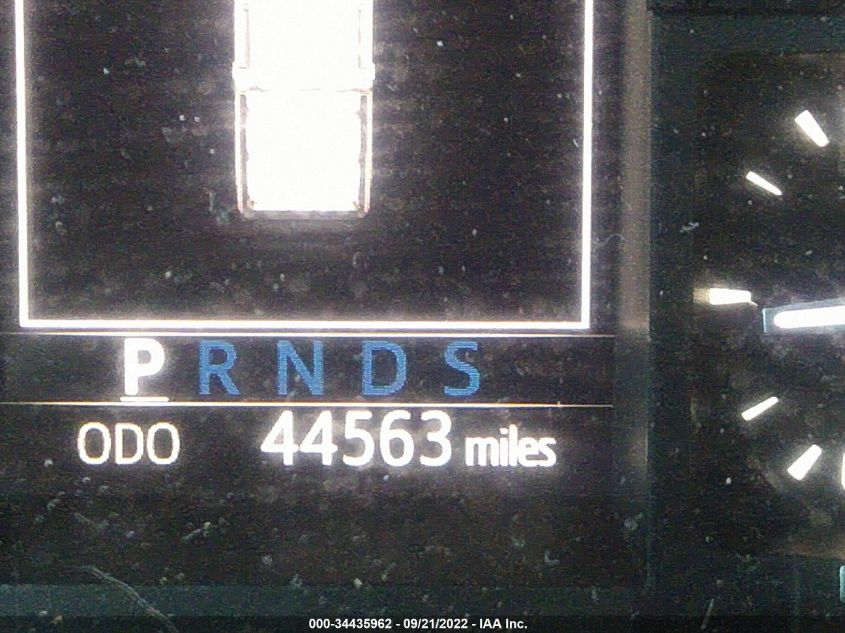 P R N D S
ODO 44563 miles
000-34435962 - 09/21/2022 - IAA Inc.